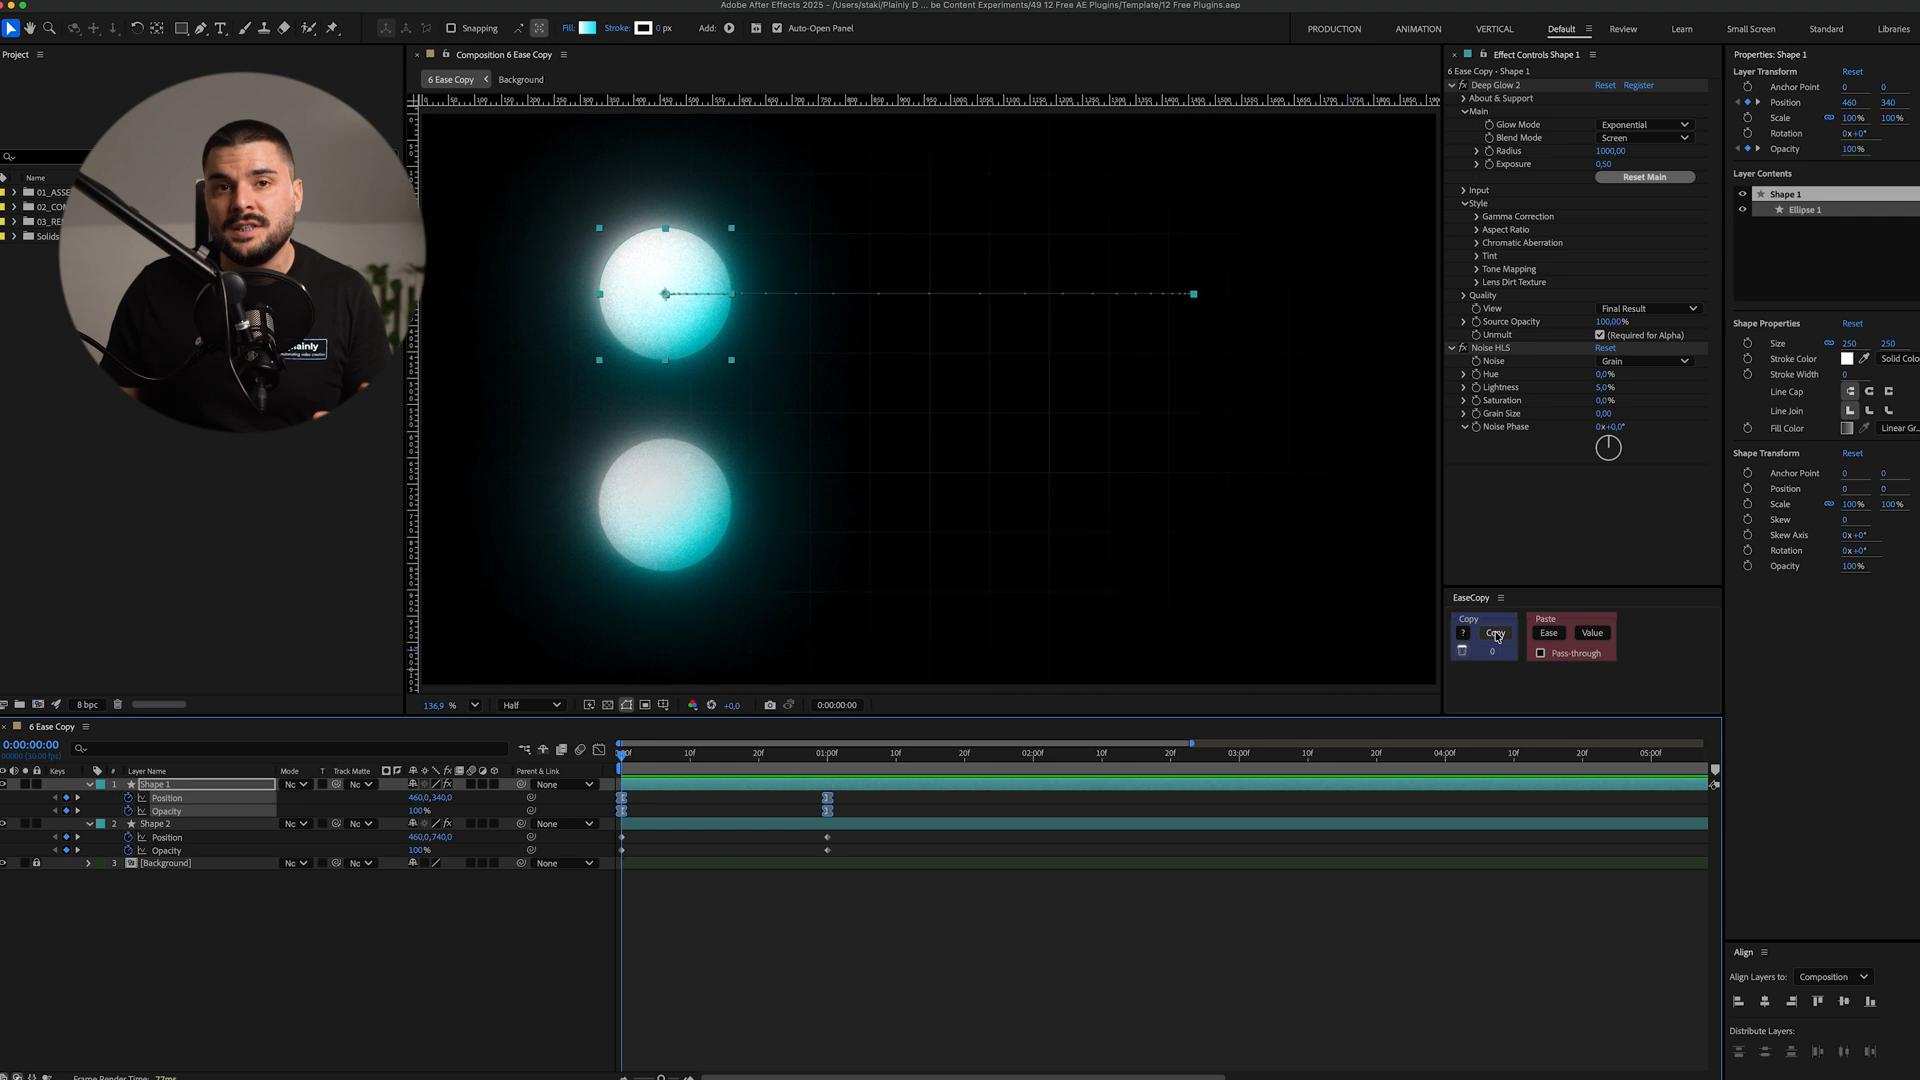 Adobe After Effects 2025 - /Users/staki/Plainly D ... be Content Experiments/49 12 Free AE Plugins/Template/12 Free Plugins.aep
Snapping
Fill:
Stroke:
0 px
Add:
Auto-Open Panel
PRODUCTION
ANIMATION
VERTICAL
Default
Review
Learn
Small Screen
Standard
Libraries
Project
Name
01_ASSE
02_CO
03_RE
Solids
8 bpc
Composition 6 Ease Copy
6 Ease Copy
Background
136,9 %
Half
+0,0
0:00:00:00
Effect Controls Shape 1
6 Ease Copy - Shape 1
Deep Glow 2
Reset
Register
About & Support
Main
Glow Mode
Exponential
Blend Mode
Screen
Radius
1000,00
Exposure
0,50
Reset Main
Input
Style
Gamma Correction
Aspect Ratio
Chromatic Aberration
Tint
Tone Mapping
Lens Dirt Texture
Quality
View
Final Result
Source Opacity
100,00%
Unmult
(Required for Alpha)
Noise HLS
Reset
Noise
Grain
Hue
0,0%
Lightness
5,0%
Saturation
0,0%
Grain Size
0,00
Noise Phase
0x+0,0°
EaseCopy
Copy
?
Copy
0
Paste
Ease
Value
Pass-through
Properties: Shape 1
Layer Transform
Reset
Anchor Point
0
0
Position
460
340
Scale
100%
100%
Rotation
0x+0°
Opacity
100%
Layer Contents
Shape 1
Ellipse 1
Shape Properties
Reset
Size
250
250
Stroke Color
Solid Colo
Stroke Width
0
Line Cap
Line Join
Fill Color
Linear Gr...
Shape Transform
Reset
Anchor Point
0
0
Position
0
0
Scale
100%
100%
Skew
0
Skew Axis
0x+0°
Rotation
0x+0°
Opacity
100%
Align
Align Layers to:
Composition
Distribute Layers:
6 Ease Copy
0:00:00:00
00000 (30.00 fps)
Keys
#
Layer Name
Mode
T
Track Matte
Parent & Link
1
Shape 1
None
Position
460,0,340,0
Opacity
100%
2
Shape 2
None
Position
460,0,740,0
Opacity
100%
3
[Background]
None
10f
20f
01:00f
10f
20f
02:00f
10f
20f
03:00f
10f
20f
04:00f
10f
20f
05:00f
Frame Render Time: 77ms